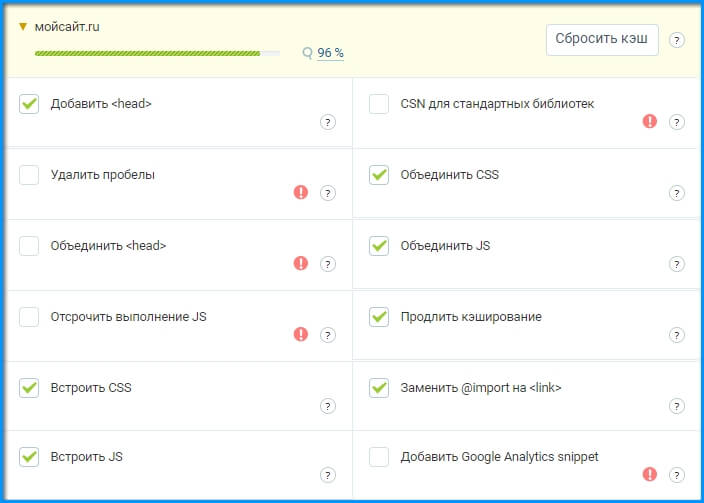 мойсайт.ru
96 %
Сбросить кэш
?
Добавить <head>
?
CSN для стандартных библиотек
!
?
Удалить пробелы
!
?
Объединить CSS
?
Объединить <head>
!
?
Объединить JS
?
Отсрочить выполнение JS
!
?
Продлить кэширование
?
Встроить CSS
?
Заменить @import на <link>
?
Встроить JS
?
Добавить Google Analytics snippet
!
?